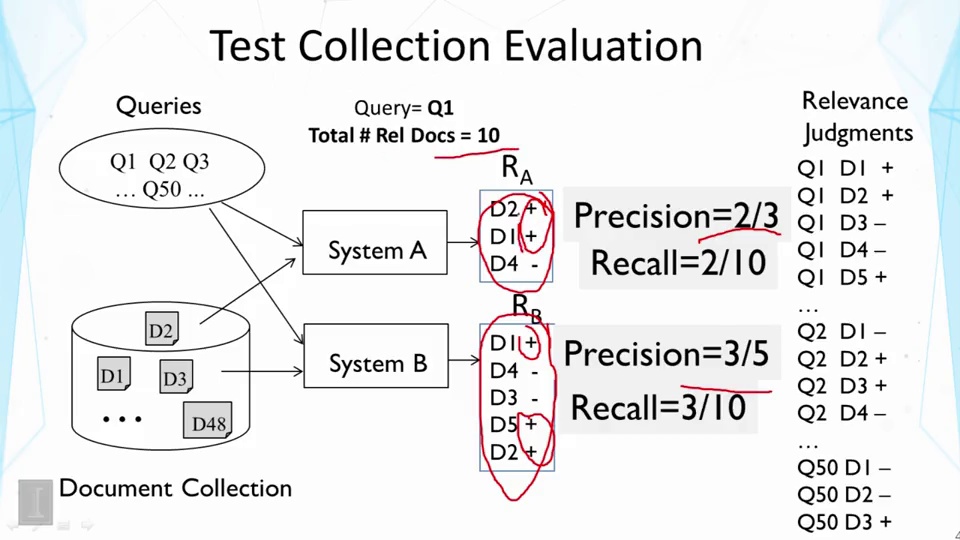 Test Collection Evaluation
Queries
Q1 Q2 Q3
... Q50 ...
Query= Q1
Total # Rel Docs = 10
System A
System B
D2
D1
D3
...
D48
Document Collection
RA
D2 +
D1 +
D4 -
Precision=2/3
Recall=2/10
RB
D1 +
D4 -
D3 -
D5 +
D2 +
Precision=3/5
Recall=3/10
Relevance
Judgments
Q1 D1 +
Q1 D2 +
Q1 D3 –
Q1 D4 –
Q1 D5 +
...
Q2 D1 –
Q2 D2 +
Q2 D3 +
Q2 D4 –
...
Q50 D1 –
Q50 D2 –
Q50 D3 +
I
4